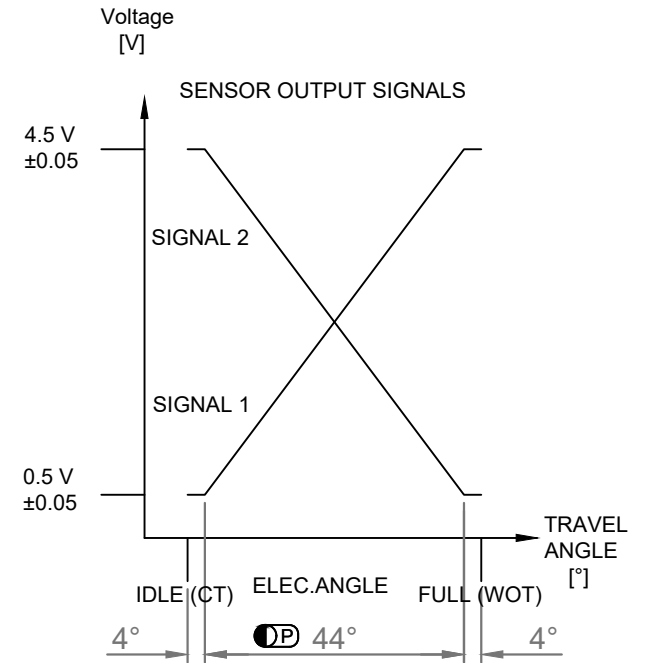 Voltage
[V]
SENSOR OUTPUT SIGNALS
4.5 V
±0.05
SIGNAL 2
SIGNAL 1
0.5 V
±0.05
TRAVEL
ANGLE
[°]
IDLE (CT)
ELEC.ANGLE
FULL (WOT)
4°
P 44°
4°